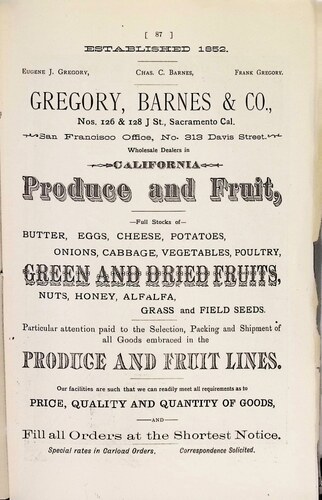 [ 87 ]
ESTABLISHED 1852.
EUGENE J. GREGORY, CHAS. C. BARNES, FRANK GREGORY.
GREGORY, BARNES & CO.,
Nos. 126 & 128 J St., Sacramento Cal.
San Francisco Office, No. 313 Davis Street.
Wholesale Dealers in
CALIFORNIA
Produce and Fruit,
—Full Stocks of—
BUTTER, EGGS, CHEESE, POTATOES,
ONIONS, CABBAGE, VEGETABLES, POULTRY,
GREEN AND DRIED FRUITS,
NUTS, HONEY, ALFALFA,
GRASS AND FIELD SEEDS.
Particular attention paid to the Selection, Packing and Shipment of
all Goods embraced in the
PRODUCE AND FRUIT LINES.
Our facilities are such that we can readily meet all requirements as to
PRICE, QUALITY AND QUANTITY OF GOODS,
—AND—
Fill all Orders at the Shortest Notice.
Special rates in Carload Orders. Correspondence Solicited.